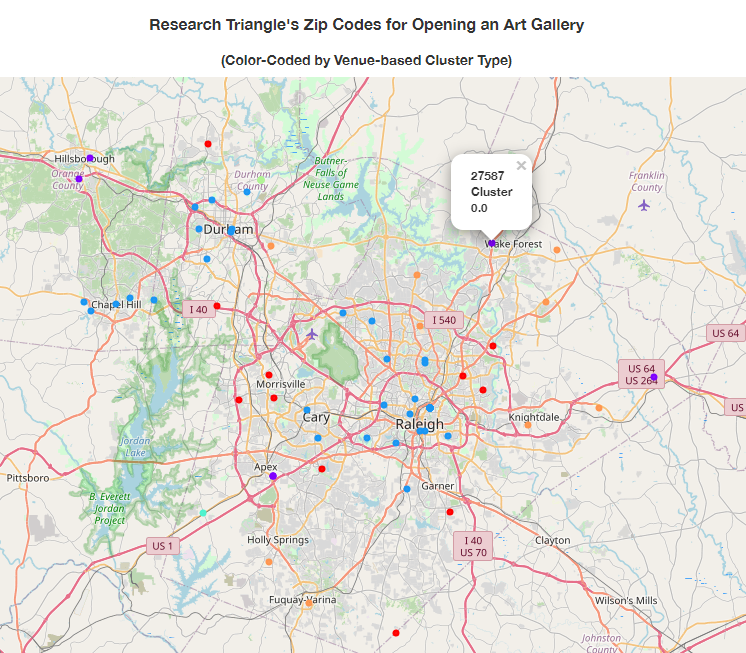 Research Triangle's Zip Codes for Opening an Art Gallery
(Color-Coded by Venue-based Cluster Type)
27587
Cluster
0.0
×
Hillsborough
Orange
County
Durham
County
Butner-
Falls of
Neuse Game
Lands
Franklin
County
Durham
Wake Forest
Chapel Hill
I 40
I 540
US 64
US 64
US 264
US
Morrisville
Cary
Raleigh
Knightdale
Jordan
Lake
Apex
Pittsboro
B. Everett
Jordan
Project
Garner
US 1
Holly Springs
I 40
US 70
Clayton
Fuquay-Varina
Wilson's Mills
Johnston
County